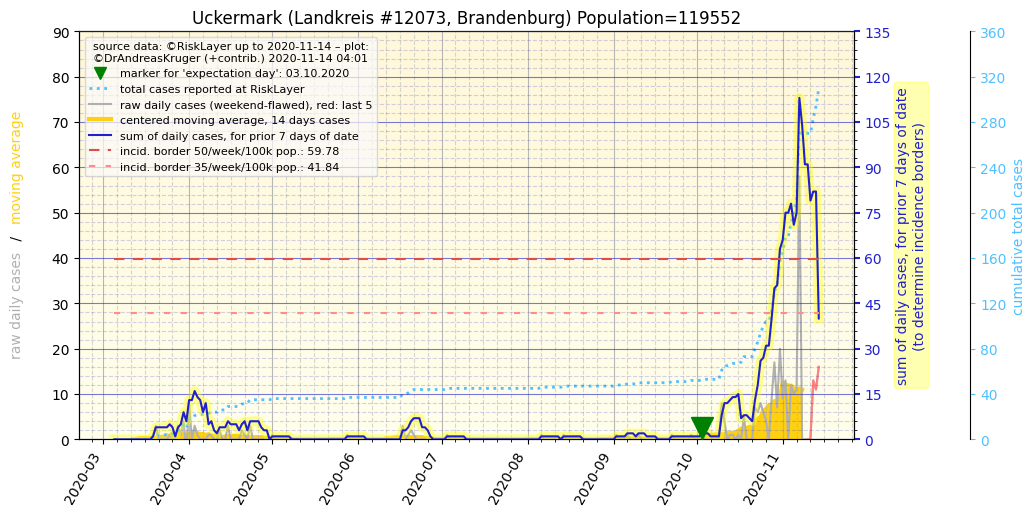 Uckermark (Landkreis #12073, Brandenburg) Population=119552
source data: ©RiskLayer up to 2020-11-14 – plot:
©DrAndreasKruger (+contrib.) 2020-11-14 04:01
marker for 'expectation day': 03.10.2020
total cases reported at RiskLayer
raw daily cases (weekend-flawed), red: last 5
centered moving average, 14 days cases
sum of daily cases, for prior 7 days of date
incid. border 50/week/100k pop.: 59.78
incid. border 35/week/100k pop.: 41.84
raw daily cases / moving average
90
80
70
60
50
40
30
20
10
0
2020-03
2020-04
2020-05
2020-06
2020-07
2020-08
2020-09
2020-10
2020-11
135
120
105
90
75
60
45
30
15
0
sum of daily cases, for prior 7 days of date
(to determine incidence borders)
360
320
280
240
200
160
120
80
40
0
cumulative total cases